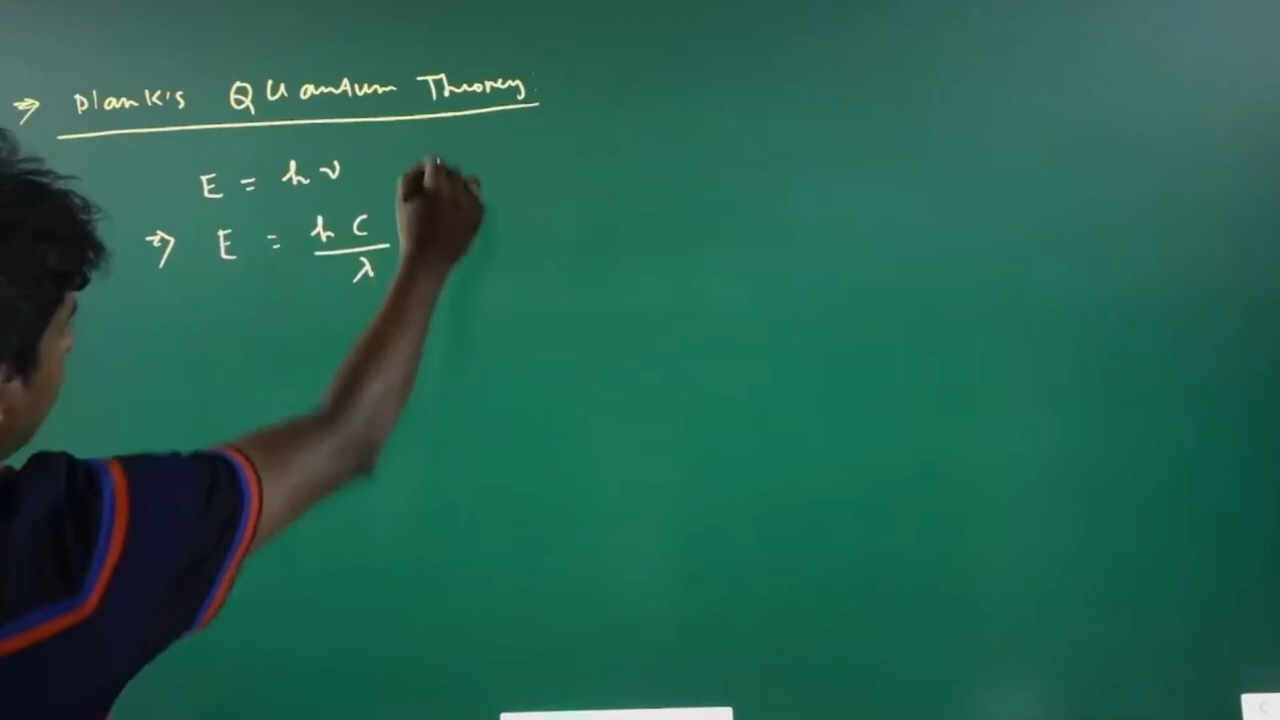 ⇒ Plank's Quantum Theory:
E = hν
⇒ E = hc/λ